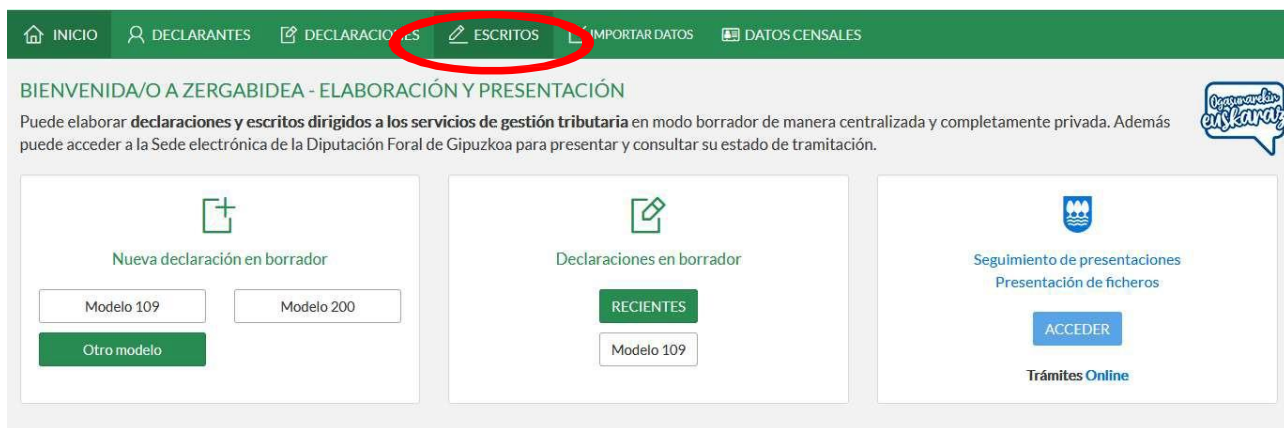 INICIO DECLARANTES DECLARACIONES ESCRITOS IMPORTAR DATOS DATOS CENSALES
BIENVENIDA/O A ZERGABIDEA - ELABORACIÓN Y PRESENTACIÓN
Puede elaborar declaraciones y escritos dirigidos a los servicios de gestión tributaria en modo borrador de manera centralizada y completamente privada. Además
puede acceder a la Sede electrónica de la Diputación Foral de Gipuzkoa para presentar y consultar su estado de tramitación.
Ogasunarekin
euskaraz
Nueva declaración en borrador
Modelo 109 Modelo 200
Otro modelo
Declaraciones en borrador
RECIENTES
Modelo 109
Seguimiento de presentaciones
Presentación de ficheros
ACCEDER
Trámites Online